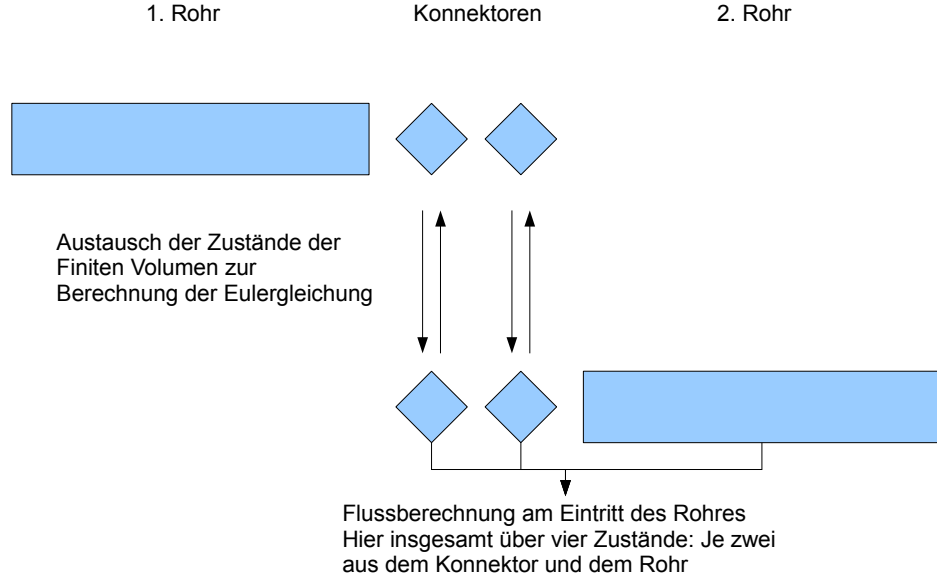 1. Rohr
Konnektoren
2. Rohr
Austausch der Zustände der
Finiten Volumen zur
Berechnung der Eulergleichung
Flussberechnung am Eintritt des Rohres
Hier insgesamt über vier Zustände: Je zwei
aus dem Konnektor und dem Rohr